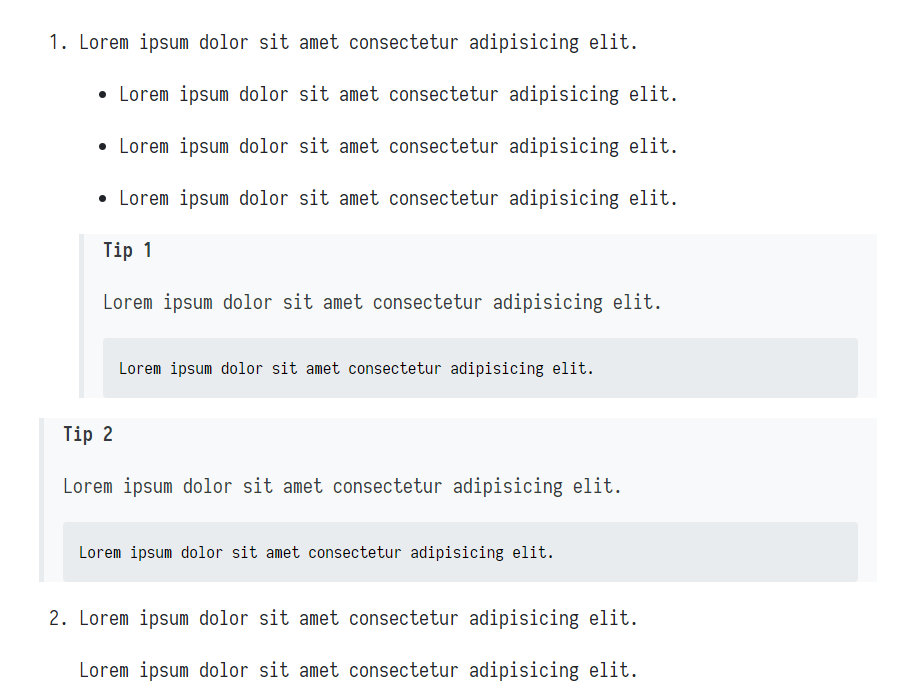 1. Lorem ipsum dolor sit amet consectetur adipisicing elit.
• Lorem ipsum dolor sit amet consectetur adipisicing elit.
• Lorem ipsum dolor sit amet consectetur adipisicing elit.
• Lorem ipsum dolor sit amet consectetur adipisicing elit.
Tip 1
Lorem ipsum dolor sit amet consectetur adipisicing elit.
Lorem ipsum dolor sit amet consectetur adipisicing elit.
Tip 2
Lorem ipsum dolor sit amet consectetur adipisicing elit.
Lorem ipsum dolor sit amet consectetur adipisicing elit.
2. Lorem ipsum dolor sit amet consectetur adipisicing elit.
Lorem ipsum dolor sit amet consectetur adipisicing elit.